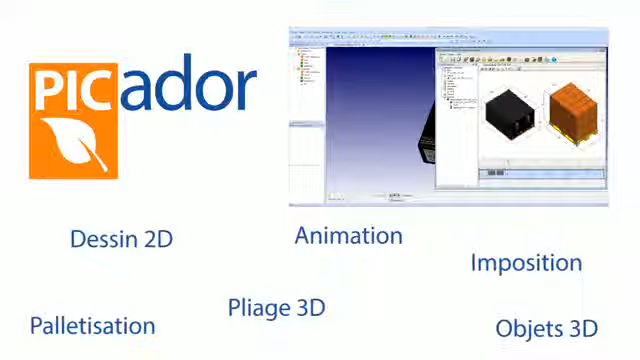 PICador
Dessin 2D
Animation
Imposition
Pliage 3D
Palletisation
Objets 3D